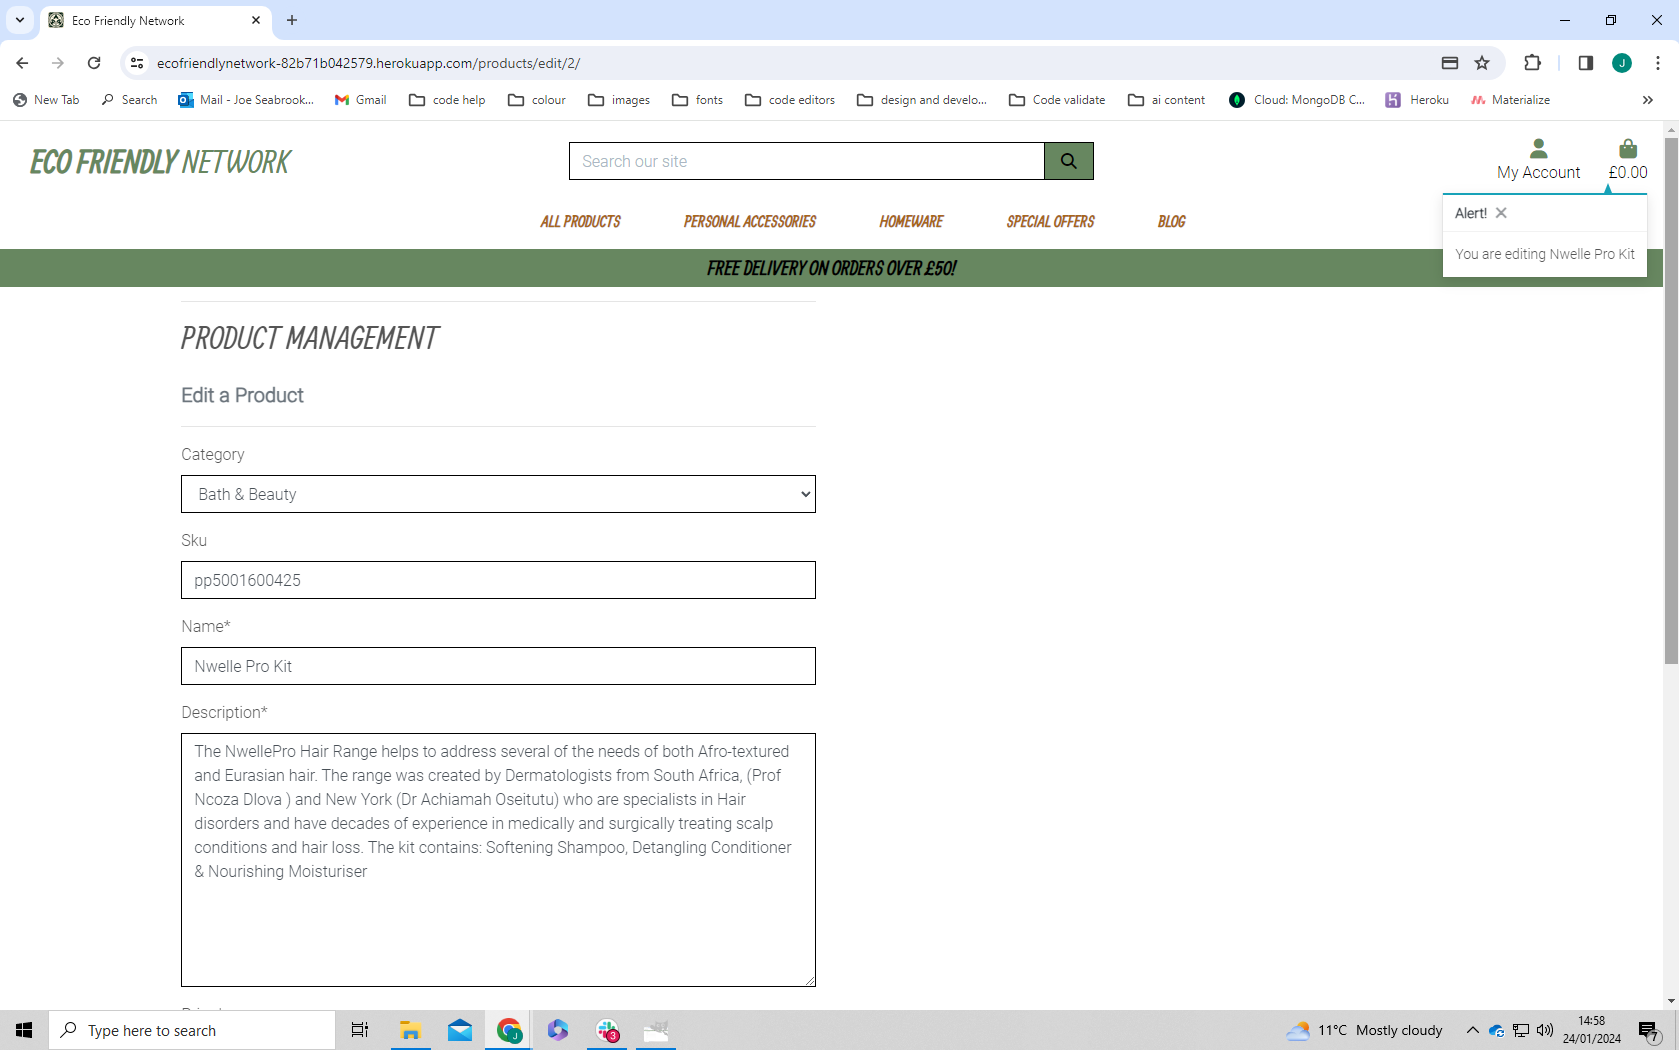 Eco Friendly Network
ecofriendlynetwork-82b71b042579.herokuapp.com/products/edit/2/
J
New Tab
Search
Mail - Joe Seabrook...
Gmail
code help
colour
images
fonts
code editors
design and develo...
Code validate
ai content
Cloud: MongoDB C...
Heroku
Materialize
ECO FRIENDLY NETWORK
Search our site
My Account
£0.00
ALL PRODUCTS
PERSONAL ACCESSORIES
HOMEWARE
SPECIAL OFFERS
BLOG
Alert!
You are editing Nwelle Pro Kit
FREE DELIVERY ON ORDERS OVER £50!
PRODUCT MANAGEMENT
Edit a Product
Category
Bath & Beauty
Sku
pp5001600425
Name*
Nwelle Pro Kit
Description*
The NwellePro Hair Range helps to address several of the needs of both Afro-textured
and Eurasian hair. The range was created by Dermatologists from South Africa, (Prof
Ncoza Dlova ) and New York (Dr Achiamah Oseitutu) who are specialists in Hair
disorders and have decades of experience in medically and surgically treating scalp
conditions and hair loss. The kit contains: Softening Shampoo, Detangling Conditioner
& Nourishing Moisturiser
Type here to search
J
3
11°C Mostly cloudy
14:58
24/01/2024
7